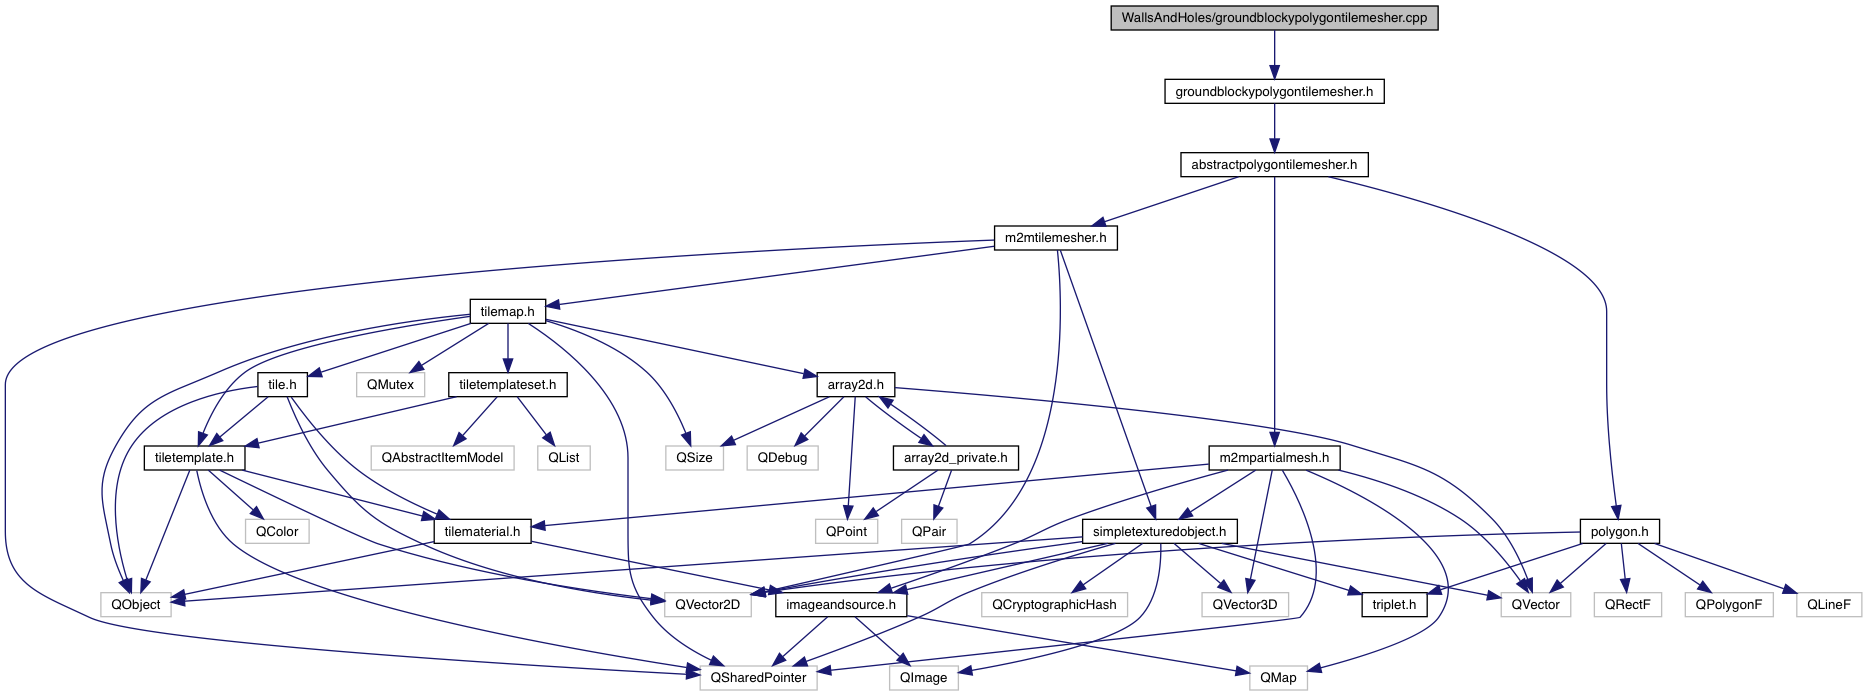 WallsAndHoles/groundblockypolygontilemesher.cpp
groundblockypolygontilemesher.h
abstractpolygontilemesher.h
m2mtilemesher.h
tilemap.h
tile.h
QMutex
tiletemplateset.h
array2d.h
tiletemplate.h
QAbstractItemModel
QList
QSize
QDebug
array2d_private.h
m2mpartialmesh.h
QColor
tilematerial.h
QPoint
QPair
simpletexturedobject.h
polygon.h
QObject
QVector2D
imageandsource.h
QCryptographicHash
QVector3D
triplet.h
QVector
QRectF
QPolygonF
QLineF
QSharedPointer
QImage
QMap